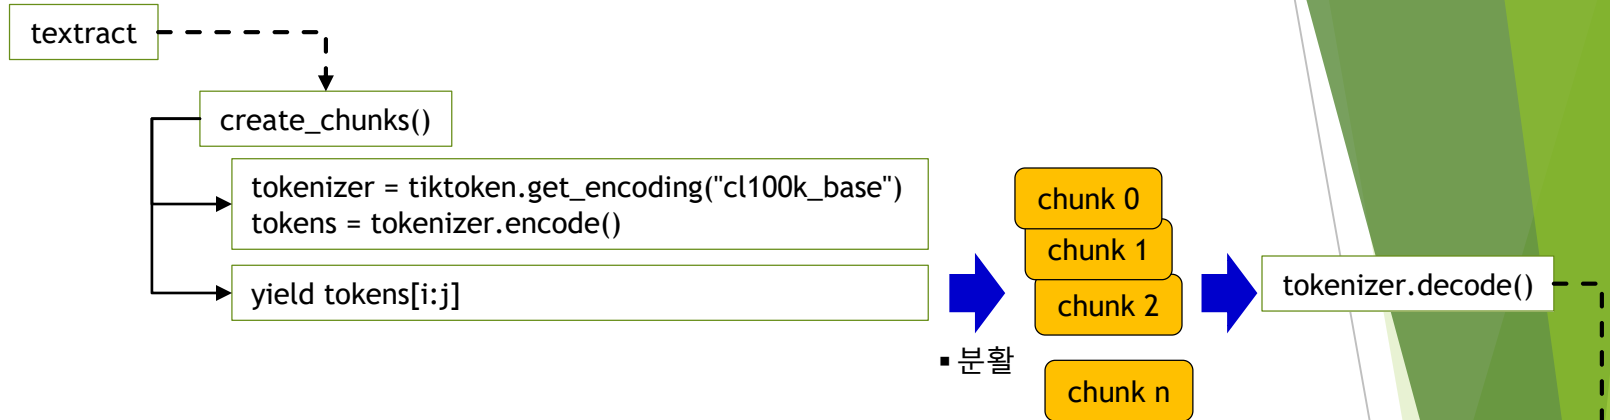 textract
create_chunks()
tokenizer = tiktoken.get_encoding("cl100k_base")
tokens = tokenizer.encode()
yield tokens[i:j]
▪ 분활
chunk 0
chunk 1
chunk 2
chunk n
tokenizer.decode()